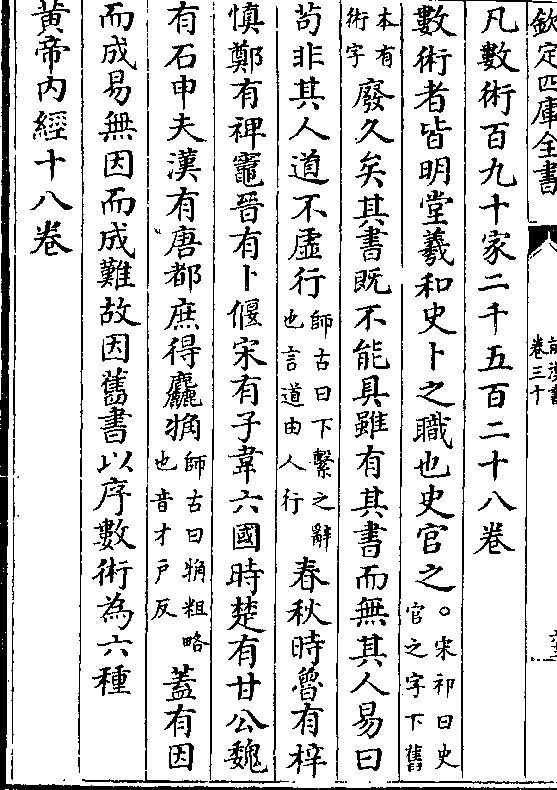 欽定四庫全書
前漢書
卷三十
凡數術百九十家二千五百二十八卷
數術者皆明堂羲和史卜之職也史官之。宋祁曰史官之字下舊
本有術字廢久矣其書既不能具雖有其書而無其人易曰
苟非其人道不虛行師古曰下繫之辭也言道由人行春秋時魯有梓
慎鄭有裨竈晉有卜偃宋有子韋六國時楚有甘公魏
有石申夫漢有唐都庶得麤觕師古曰觕粗略也音才戶反蓋有因
而成易無因而成難故因舊書以序數術為六種
黃帝内經十八卷